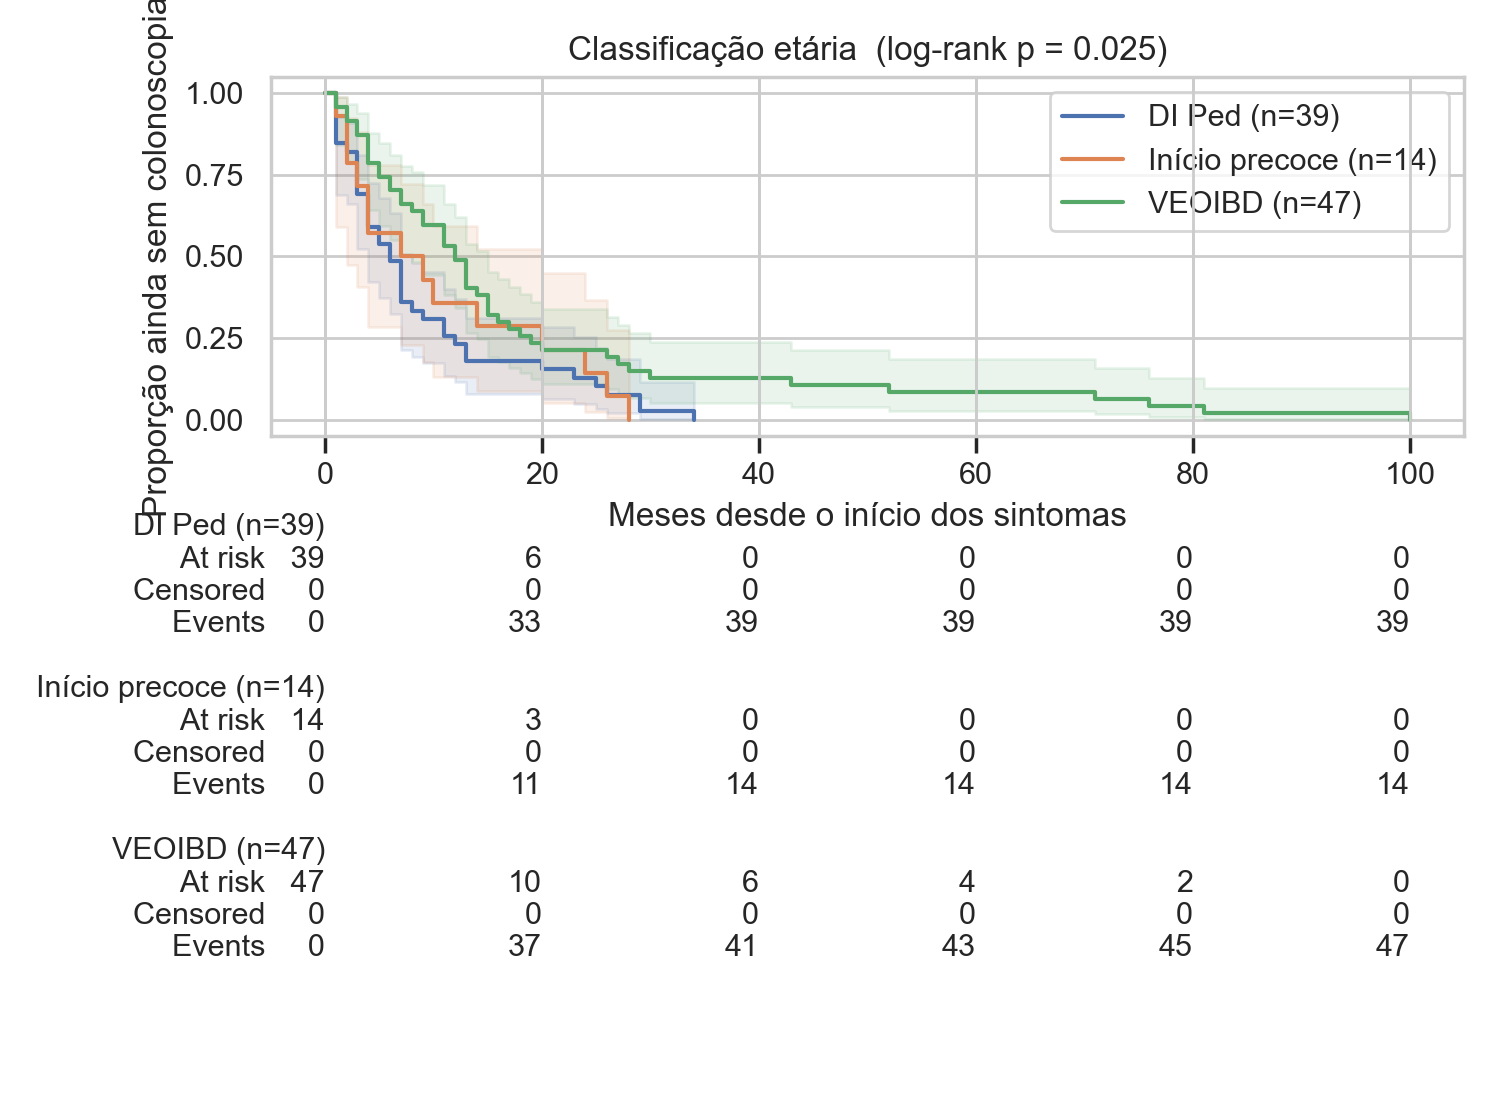 Classificação etária  (log-rank p = 0.025)
Proporção ainda sem colonoscopia
1.00
0.75
0.50
0.25
0.00
DI Ped (n=39)
Início precoce (n=14)
VEOIBD (n=47)
0 20 40 60 80 100
Meses desde o início dos sintomas
DI Ped (n=39)
At risk 39 6 0 0 0 0
Censored 0 0 0 0 0 0
Events 0 33 39 39 39 39
Início precoce (n=14)
At risk 14 3 0 0 0 0
Censored 0 0 0 0 0 0
Events 0 11 14 14 14 14
VEOIBD (n=47)
At risk 47 10 6 4 2 0
Censored 0 0 0 0 0 0
Events 0 37 41 43 45 47